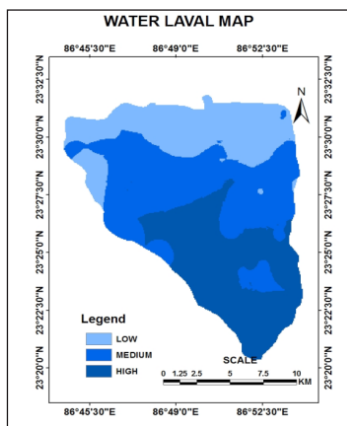 WATER LAVAL MAP
86°45'30"E 86°49'0"E 86°52'30"E
23°32'30"N 23°32'30"N
N
23°30'0"N 23°30'0"N
23°27'30"N 23°27'30"N
23°25'0"N 23°25'0"N
23°22'30"N 23°22'30"N
Legend
LOW
MEDIUM
HIGH
SCALE
0 1.25 2.5 5 7.5 10
KM
23°20'0"N 23°20'0"N
86°45'30"E 86°49'0"E 86°52'30"E